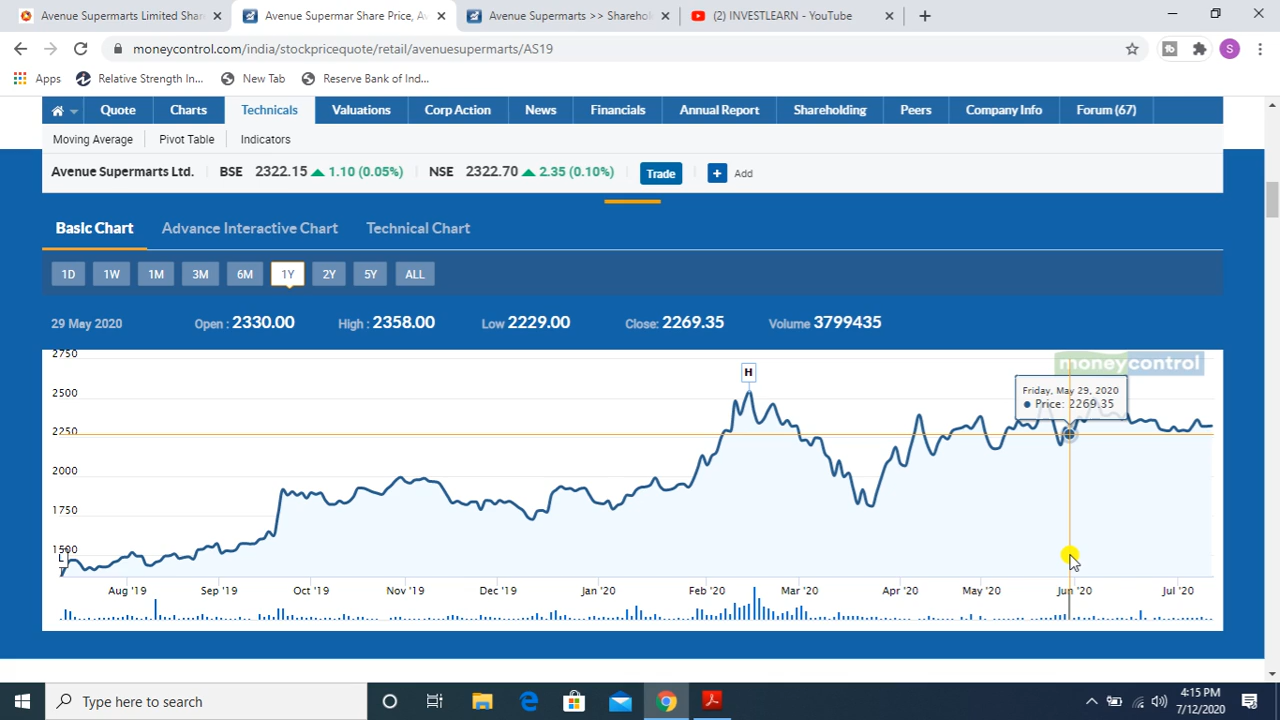 Avenue Supermarts Limited Shar
Avenue Supermar Share Price, Av
Avenue Supermarts >> Shareho
(2) INVESTLEARN - YouTube
moneycontrol.com/india/stockpricequote/retail/avenuesupermarts/AS19
S
Apps
Relative Strength In...
New Tab
Reserve Bank of Ind...
Quote
Charts
Technicals
Valuations
Corp Action
News
Financials
Annual Report
Shareholding
Peers
Company Info
Forum (67)
Moving Average
Pivot Table
Indicators
Avenue Supermarts Ltd.
BSE 2322.15 1.10 (0.05%)
NSE 2322.70 2.35 (0.10%)
Trade
Add
Basic Chart
Advance Interactive Chart
Technical Chart
1D
1W
1M
3M
6M
1Y
2Y
5Y
ALL
29 May 2020
Open : 2330.00
High : 2358.00
Low 2229.00
Close: 2269.35
Volume 3799435
moneycontrol
2750
2500
2250
2000
1750
1500
H
L
Friday, May 29, 2020
Price: 2269.35
Aug '19
Sep '19
Oct '19
Nov '19
Dec '19
Jan '20
Feb '20
Mar '20
Apr '20
May '20
Jun '20
Jul '20
Type here to search
4:15 PM
7/12/2020